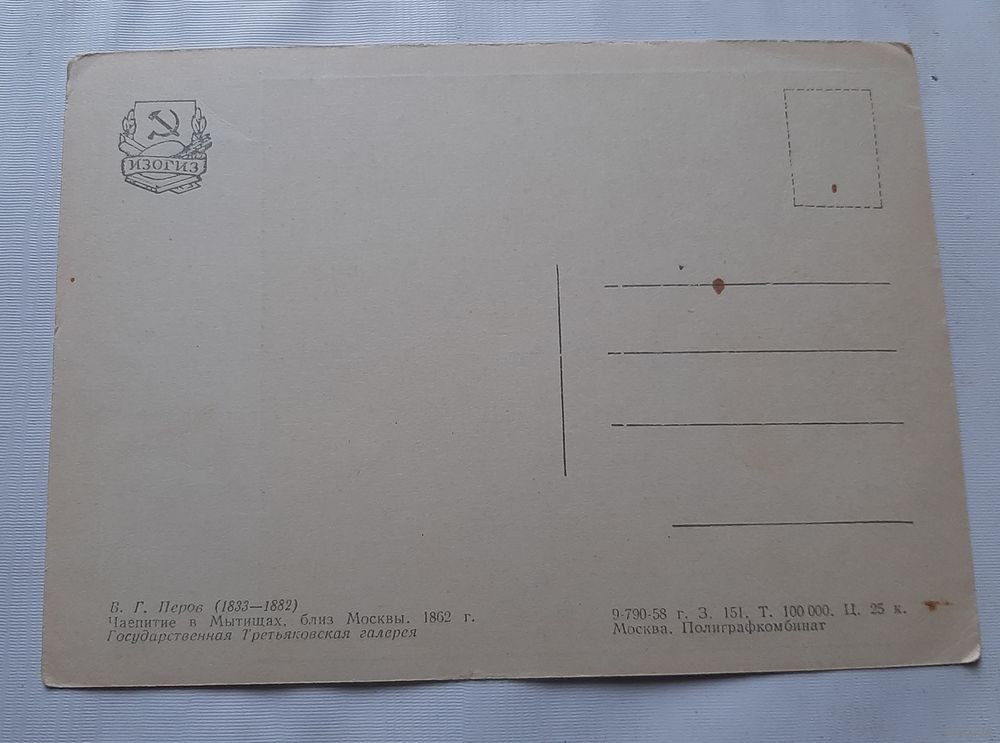 ИЗОГИЗ
В. Г. Перов (1833—1882)
Чаепитие в Мытищах, близ Москвы. 1862 г.
Государственная Третьяковская галерея
9-790-58 г. З. 151. Т. 100 000. Ц. 25 к.
Москва. Полиграфкомбинат